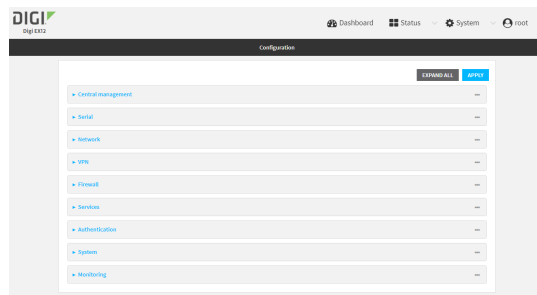 DIGI
Digi EX12
Dashboard
Status
System
root
Configuration
EXPAND ALL
APPLY
Central management
Serial
Network
VPN
Firewall
Services
Authentication
System
Monitoring